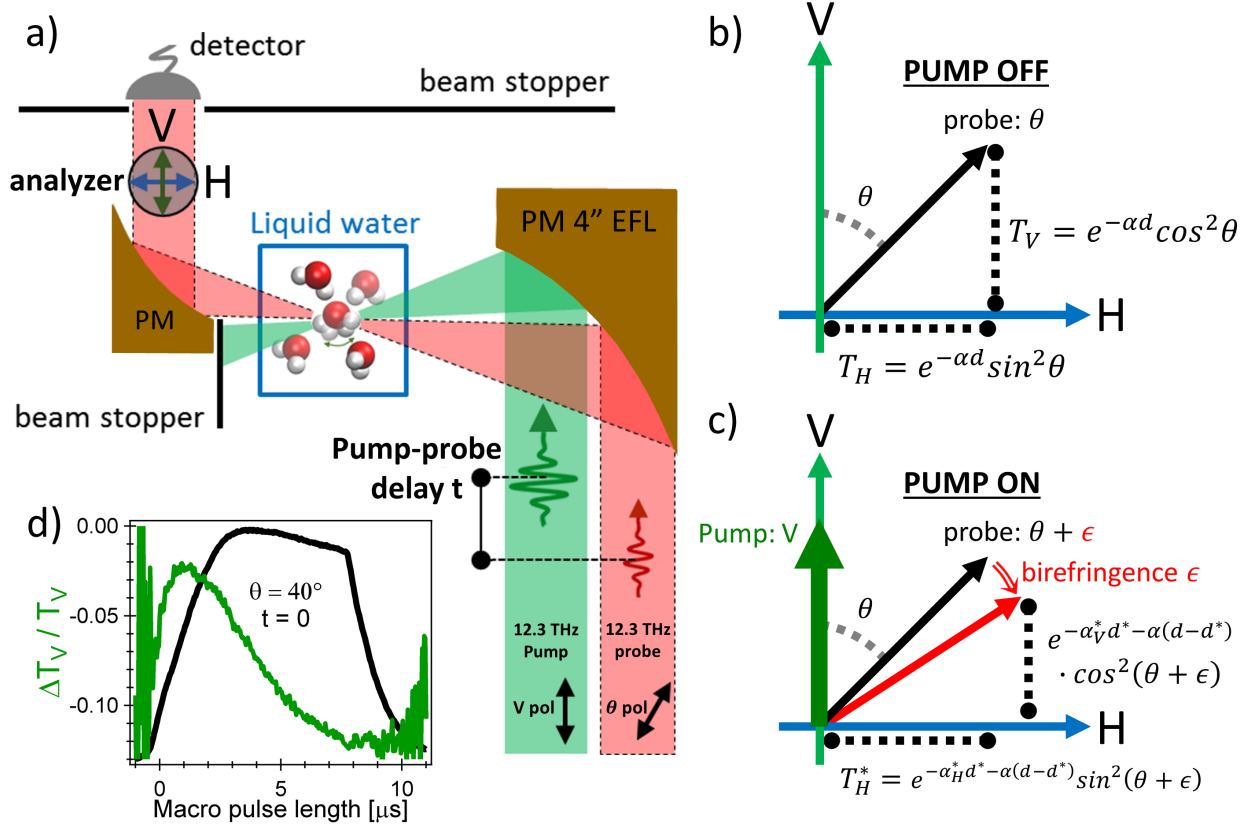 a)
detector
beam stopper
V
analyzer
H
Liquid water
PM 4” EFL
PM
beam stopper
Pump-probe
delay t
12.3 THz
Pump
V pol
12.3 THz
probe
θ pol
b)
V
PUMP OFF
probe: θ
θ
T_V = e^{-αd}cos²θ
H
T_H = e^{-αd}sin²θ
c)
V
PUMP ON
Pump: V
probe: θ + ϵ
birefringence ϵ
θ
e^{-α*_V d*-α(d-d*)}
· cos²(θ + ϵ)
H
T*_H = e^{-α*_H d*-α(d-d*)}sin²(θ + ϵ)
d)
0.00
-0.05
-0.10
ΔT_V / T_V
θ = 40°
t = 0
0
5
10
Macro pulse length [μs]